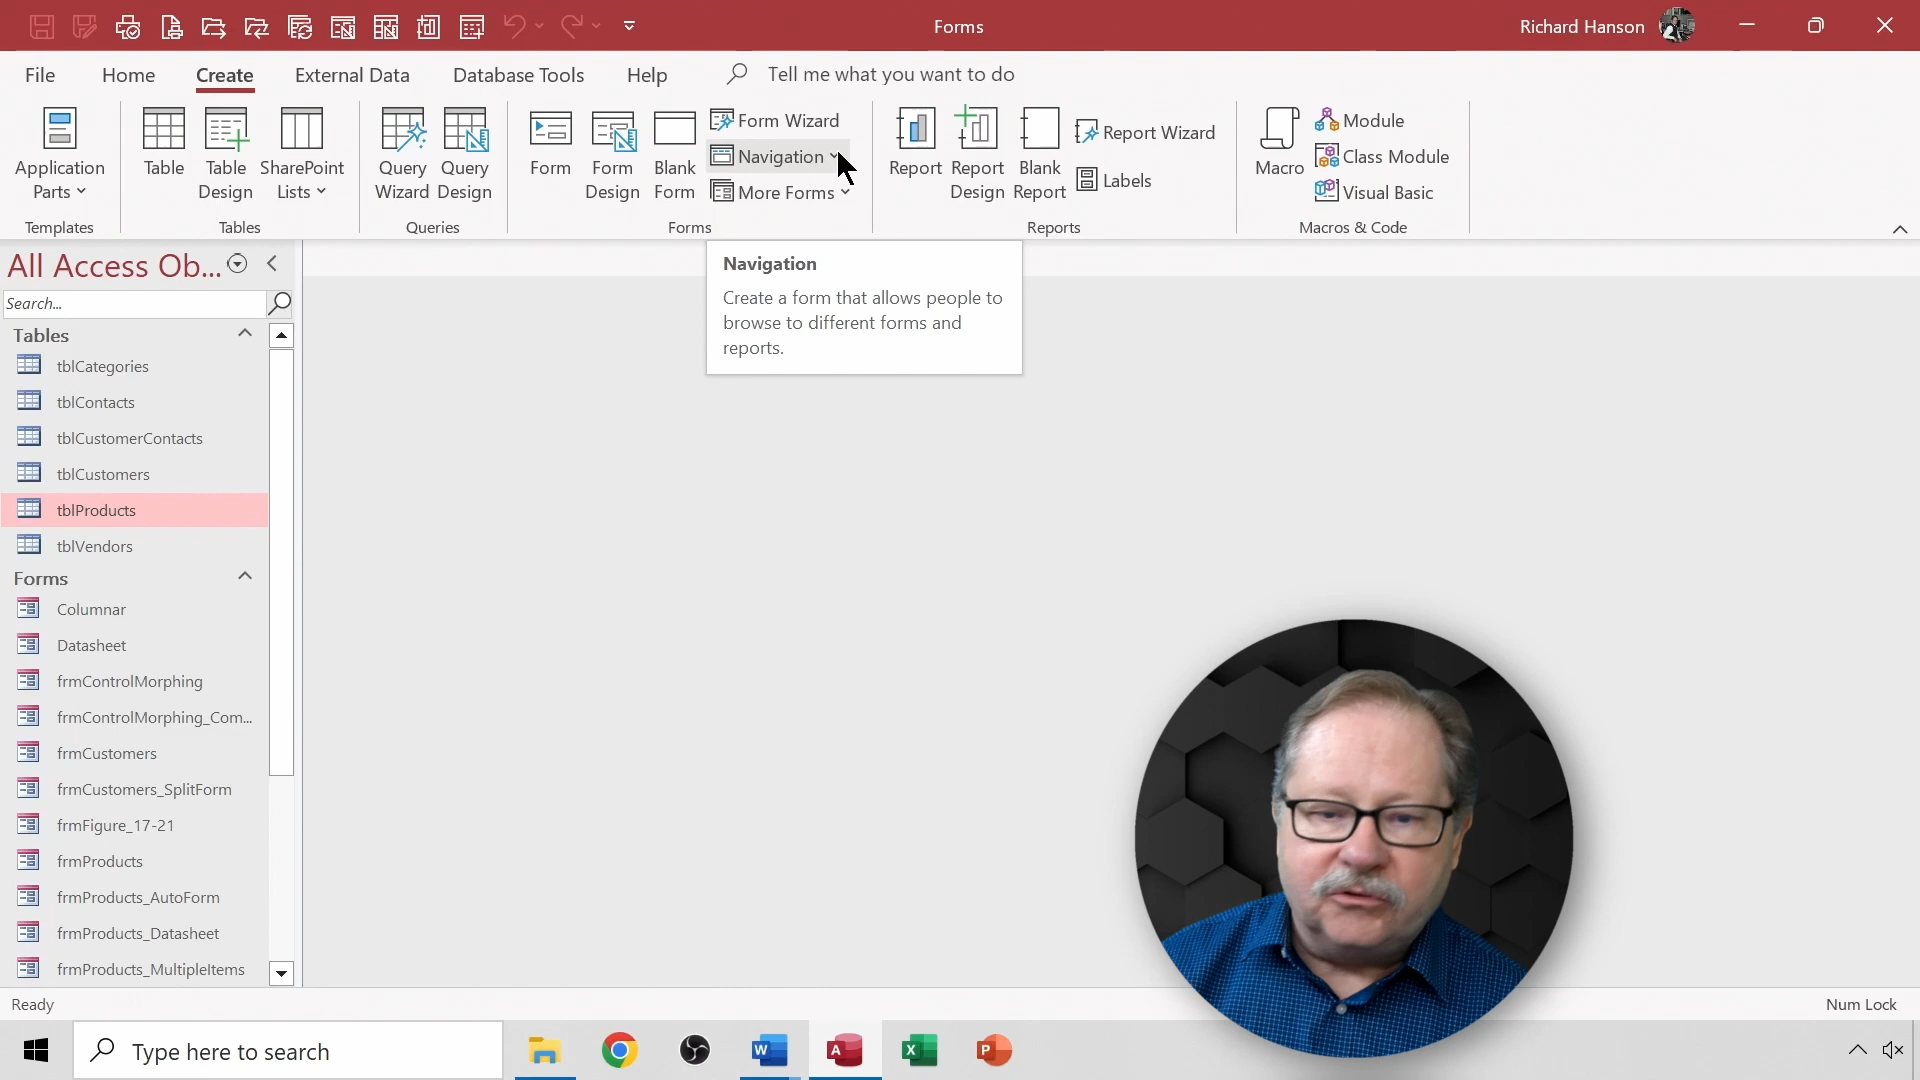 Forms
Richard Hanson
File
Home
Create
External Data
Database Tools
Help
Tell me what you want to do
Application
Parts
Templates
Table
Table
Design
SharePoint
Lists
Tables
Query
Wizard
Query
Design
Queries
Form
Form
Design
Blank
Form
Form Wizard
Navigation
More Forms
Forms
Report
Report
Design
Blank
Report
Report Wizard
Labels
Reports
Macro
Module
Class Module
Visual Basic
Macros & Code
Navigation
Create a form that allows people to
browse to different forms and
reports.
All Access Ob...
Search...
Tables
tblCategories
tblContacts
tblCustomerContacts
tblCustomers
tblProducts
tblVendors
Forms
Columnar
Datasheet
frmControlMorphing
frmControlMorphing_Com...
frmCustomers
frmCustomers_SplitForm
frmFigure_17-21
frmProducts
frmProducts_AutoForm
frmProducts_Datasheet
frmProducts_MultipleItems
Ready
Num Lock
Type here to search
W
A
X
P